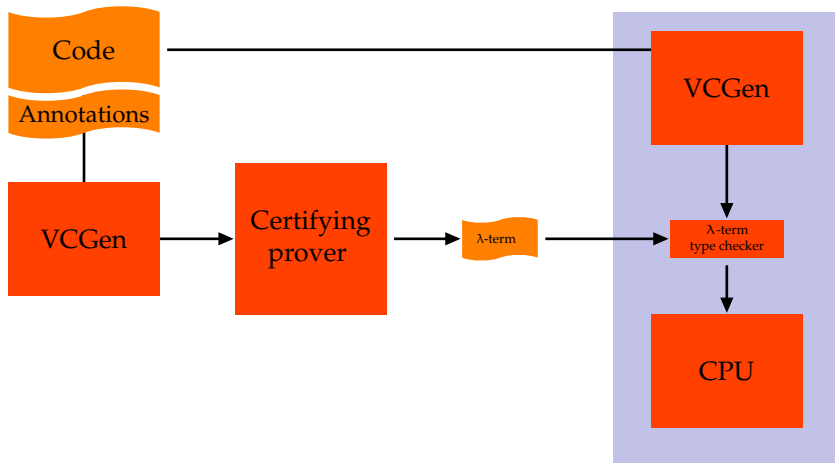 Code
Annotations
VCGen
Certifying
prover
λ-term
VCGen
λ-term
type checker
CPU